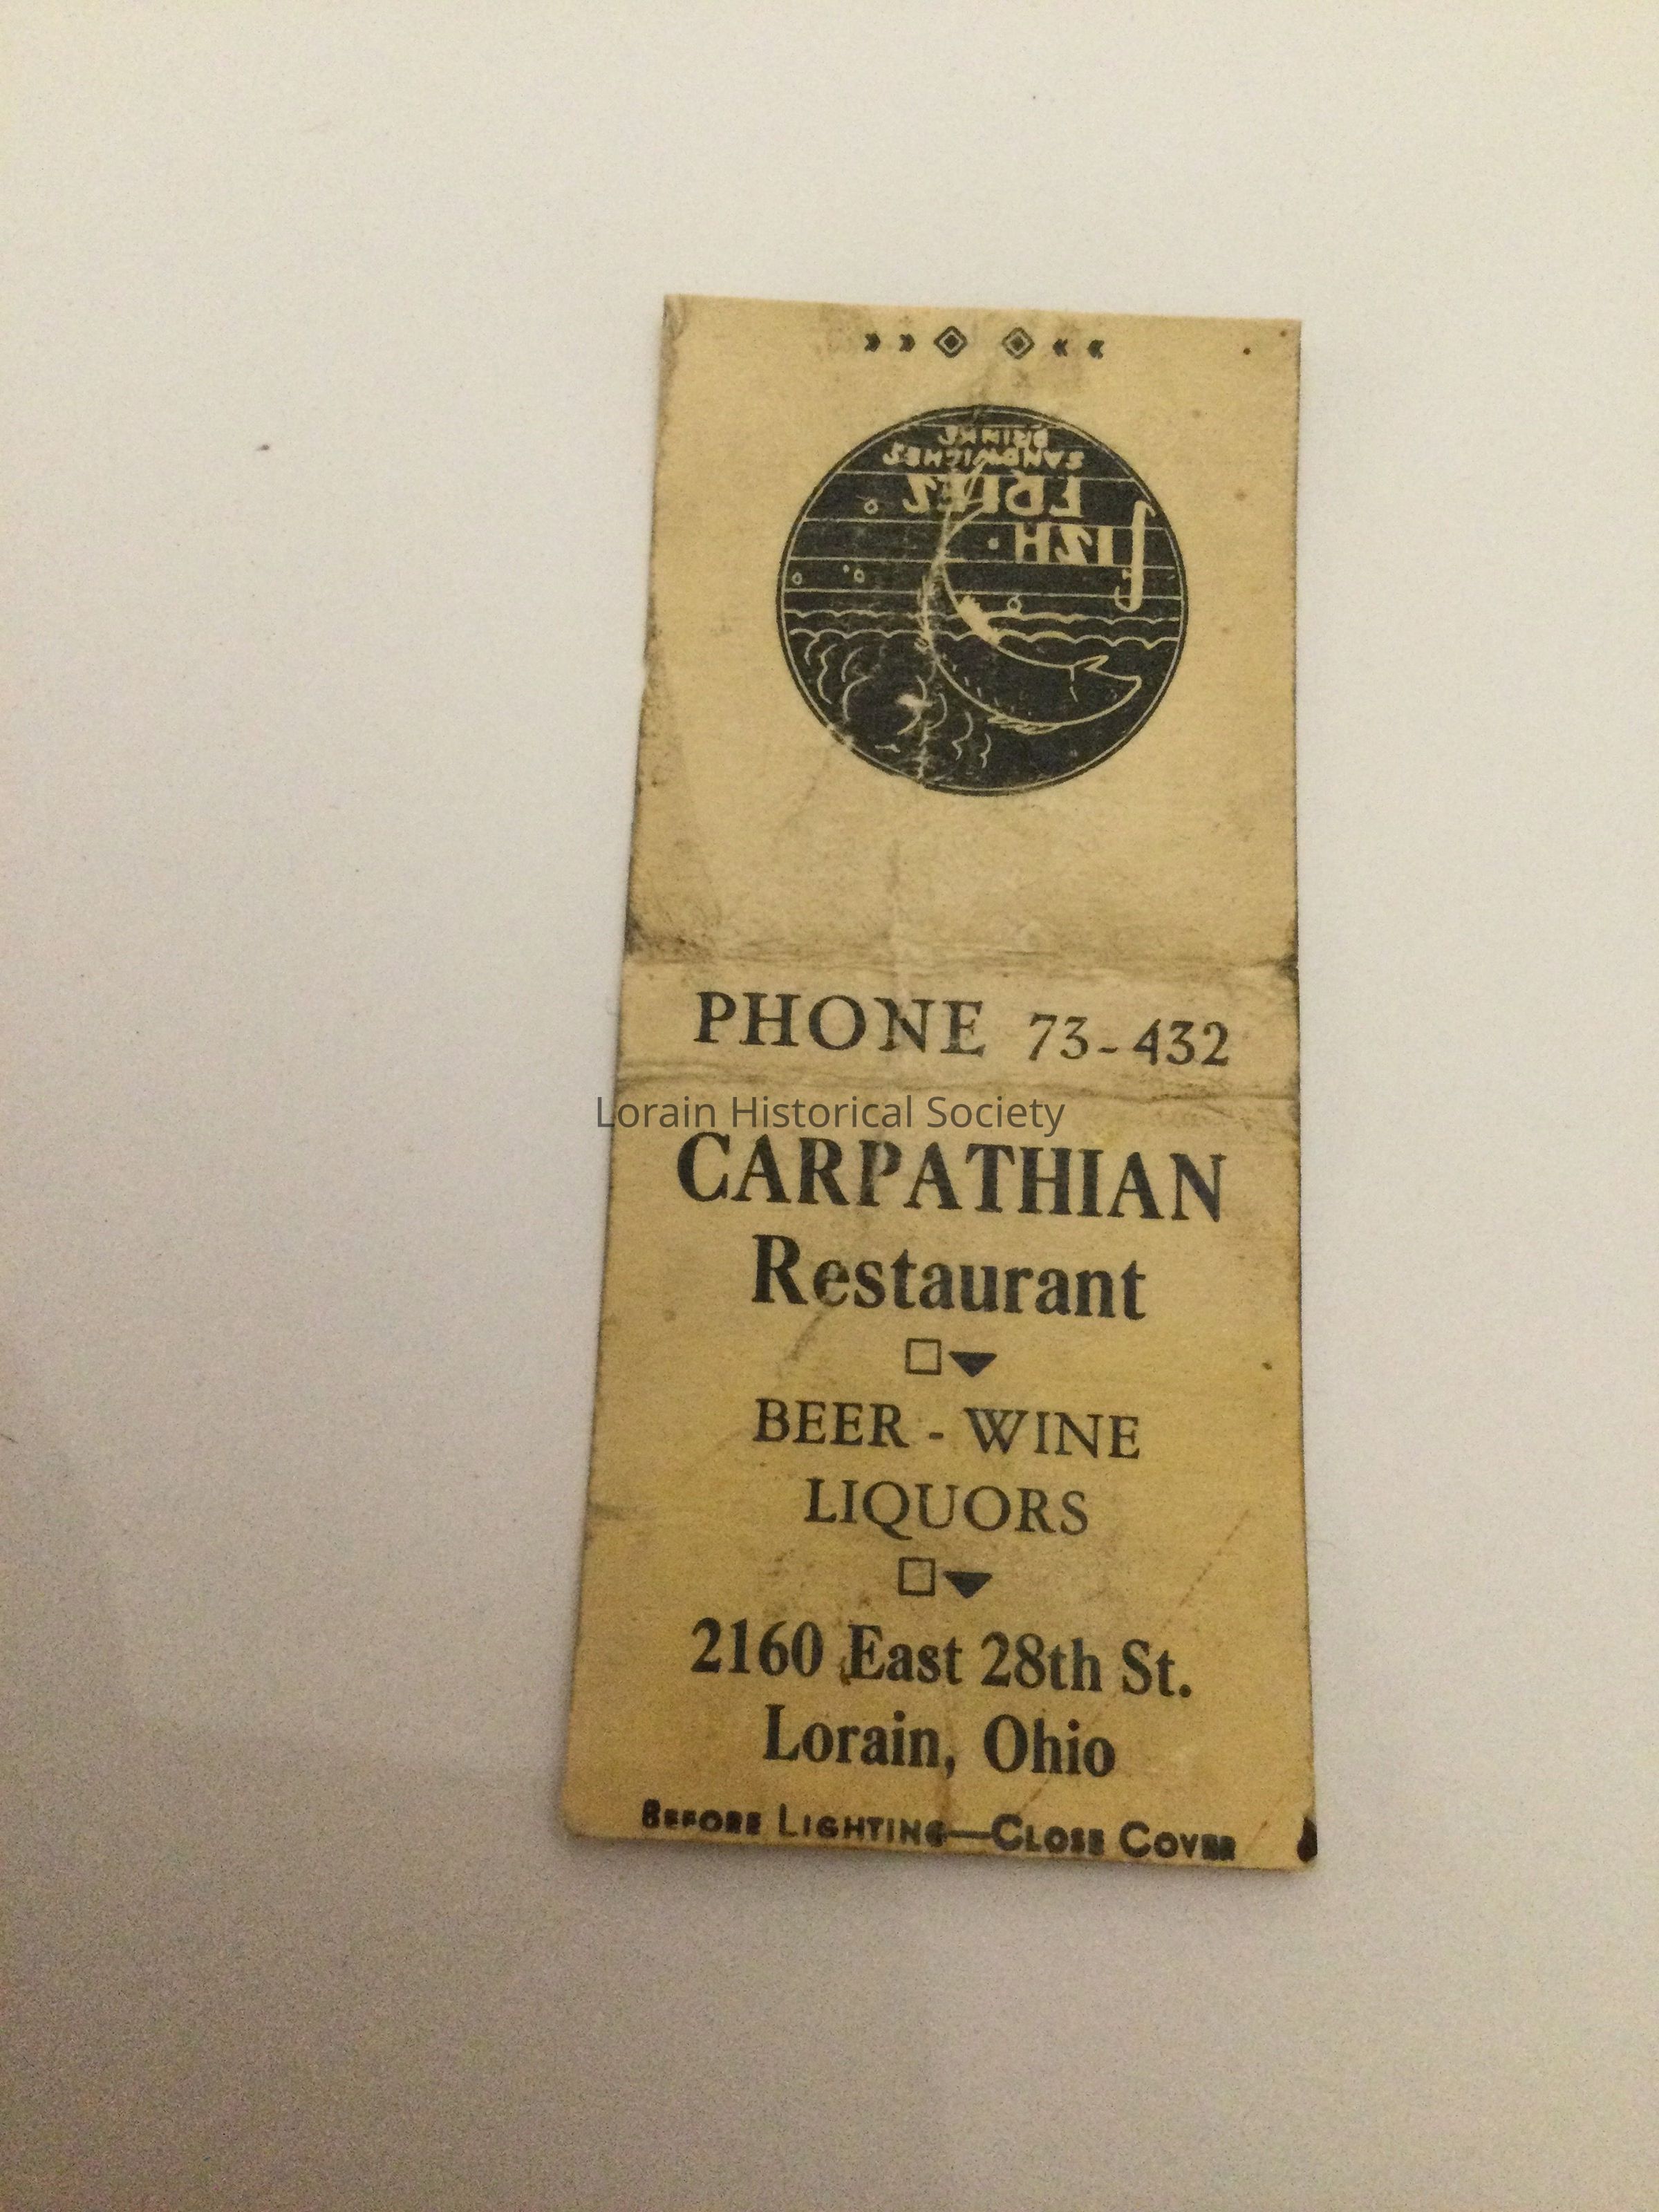 FISH
FRIES
SANDWICHES
DRINKS
PHONE 73-432
Lorain Historical Society
CARPATHIAN
Restaurant
BEER - WINE
LIQUORS
2160 East 28th St.
Lorain, Ohio
BEFORE LIGHTING—CLOSE COVER